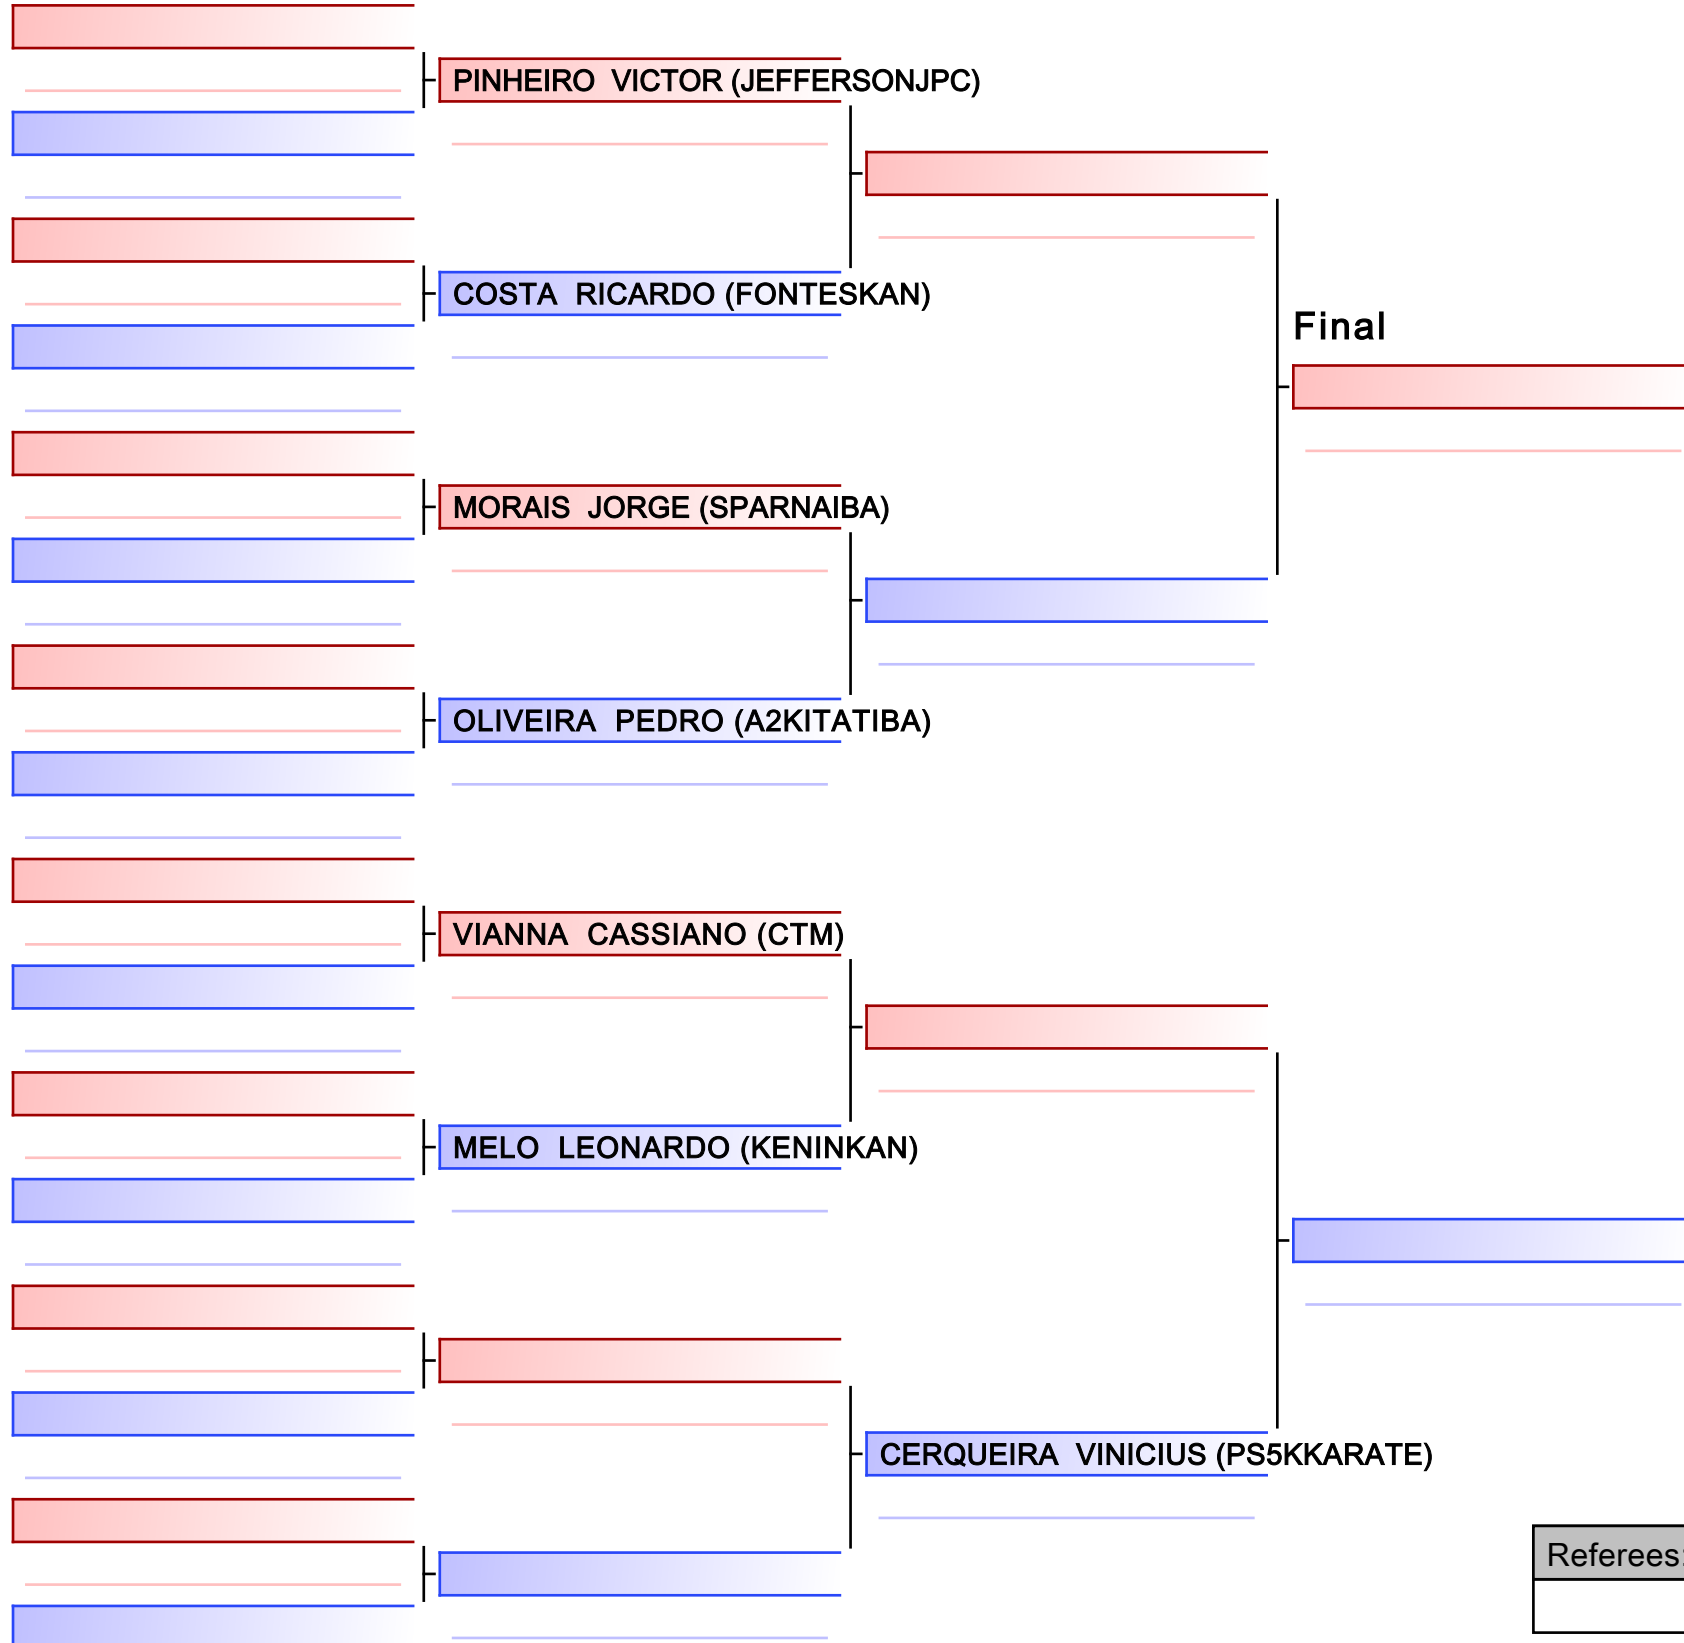 PINHEIRO  VICTOR (JEFFERSONJPC)
COSTA  RICARDO (FONTESKAN)
Final
MORAIS  JORGE (SPARNAIBA)
OLIVEIRA  PEDRO (A2KITATIBA)
VIANNA  CASSIANO (CTM)
MELO  LEONARDO (KENINKAN)
CERQUEIRA  VINICIUS (PS5KKARATE)
Referees: